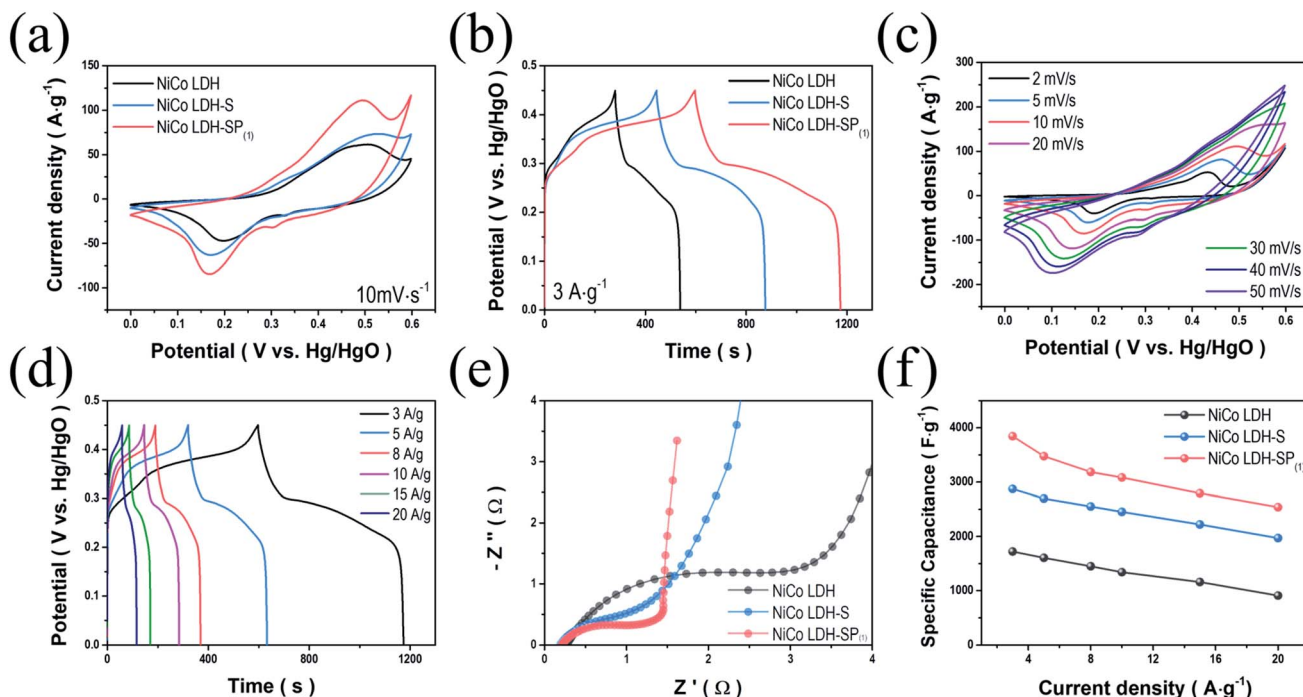 (a)
Current density ( A·g⁻¹)
150
100
50
0
-50
-100
NiCo LDH
NiCo LDH-S
NiCo LDH-SP₍₁₎
10mV·s⁻¹
0.0 0.1 0.2 0.3 0.4 0.5 0.6
Potential ( V vs. Hg/HgO )
(b)
Potential ( V vs. Hg/HgO )
0.5
0.4
0.3
0.2
0.1
0.0
NiCo LDH
NiCo LDH-S
NiCo LDH-SP₍₁₎
3 A·g⁻¹
0 400 800 1200
Time ( s )
(c)
Current density ( A·g⁻¹)
300
200
100
0
-100
-200
2 mV/s
5 mV/s
10 mV/s
20 mV/s
30 mV/s
40 mV/s
50 mV/s
0.0 0.1 0.2 0.3 0.4 0.5 0.6
Potential ( V vs. Hg/HgO )
(d)
Potential ( V vs. Hg/HgO )
0.5
0.4
0.3
0.2
0.1
0.0
3 A/g
5 A/g
8 A/g
10 A/g
15 A/g
20 A/g
0 400 800 1200
Time ( s )
(e)
- Z '' ( Ω )
4
3
2
1
0
NiCo LDH
NiCo LDH-S
NiCo LDH-SP₍₁₎
0 1 2 3 4
Z ' ( Ω )
(f)
Specific Capacitance ( F·g⁻¹)
4000
3000
2000
1000
0
NiCo LDH
NiCo LDH-S
NiCo LDH-SP₍₁₎
0 4 8 12 16 20
Current density ( A·g⁻¹)